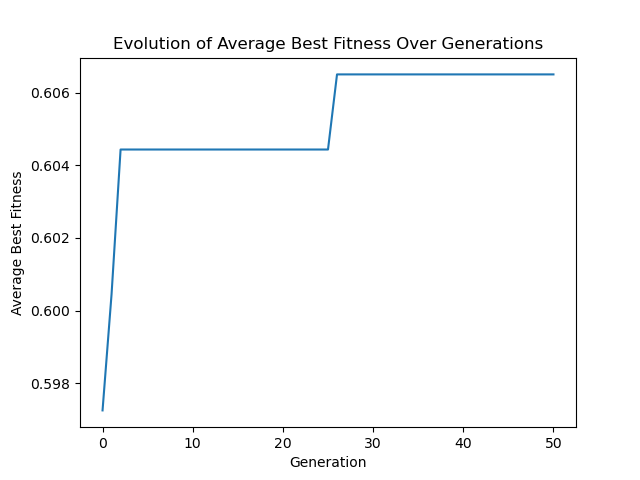 Evolution of Average Best Fitness Over Generations
0.606
0.604
0.602
0.600
0.598
Average Best Fitness
0 10 20 30 40 50
Generation